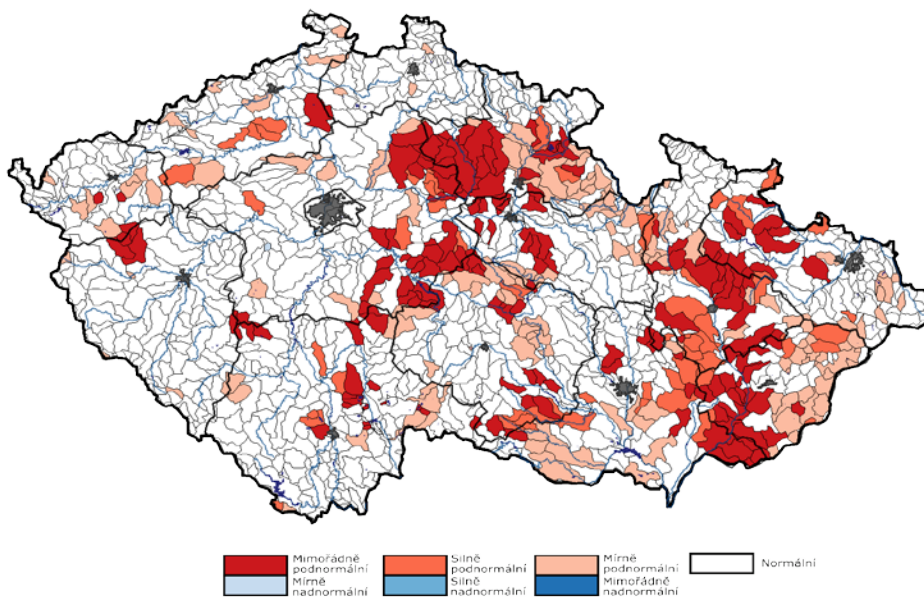 Mimořádně
podnormální
Silně
podnormální
Mírně
podnormální
Normální
Mírně
nadnormální
Silně
nadnormální
Mimořádně
nadnormální